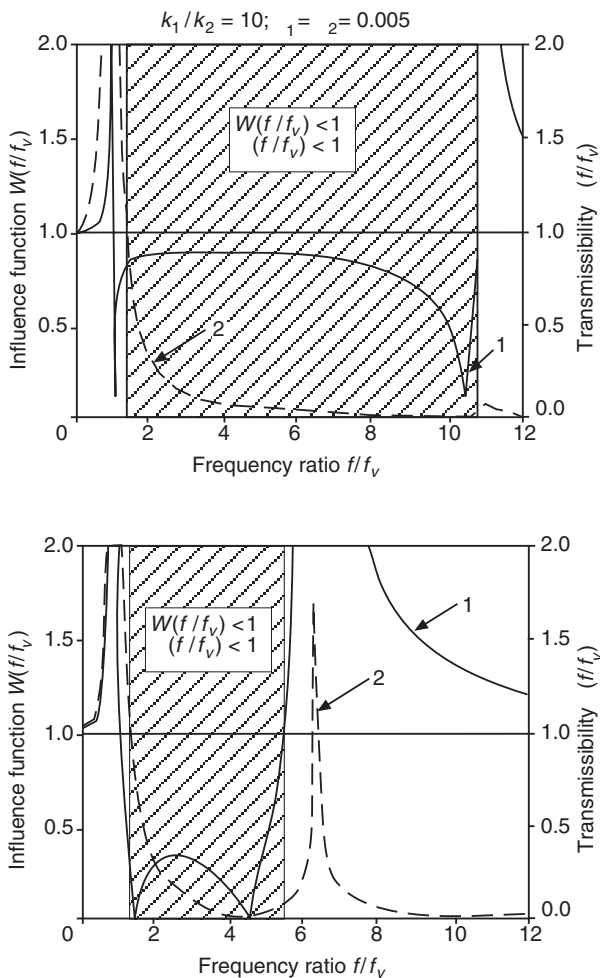 k1/k2 = 10; 1 = 2 = 0.005
2.0
1.5
1.0
0.5
0
Influence function W(f/fv)
W(f/fv) <1
(f/fv) <1
2
1
2.0
1.5
1.0
0.5
0.0
Transmissibility (f/fv)
2 4 6 8 10 12
Frequency ratio f/fv
2.0
1.5
1.0
0.5
0
Influence function W(f/fv)
W(f/fv) <1
(f/fv) <1
1
2
2.0
1.5
1.0
0.5
0.0
Transmissibility (f/fv)
2 4 6 8 10 12
Frequency ratio f/fv